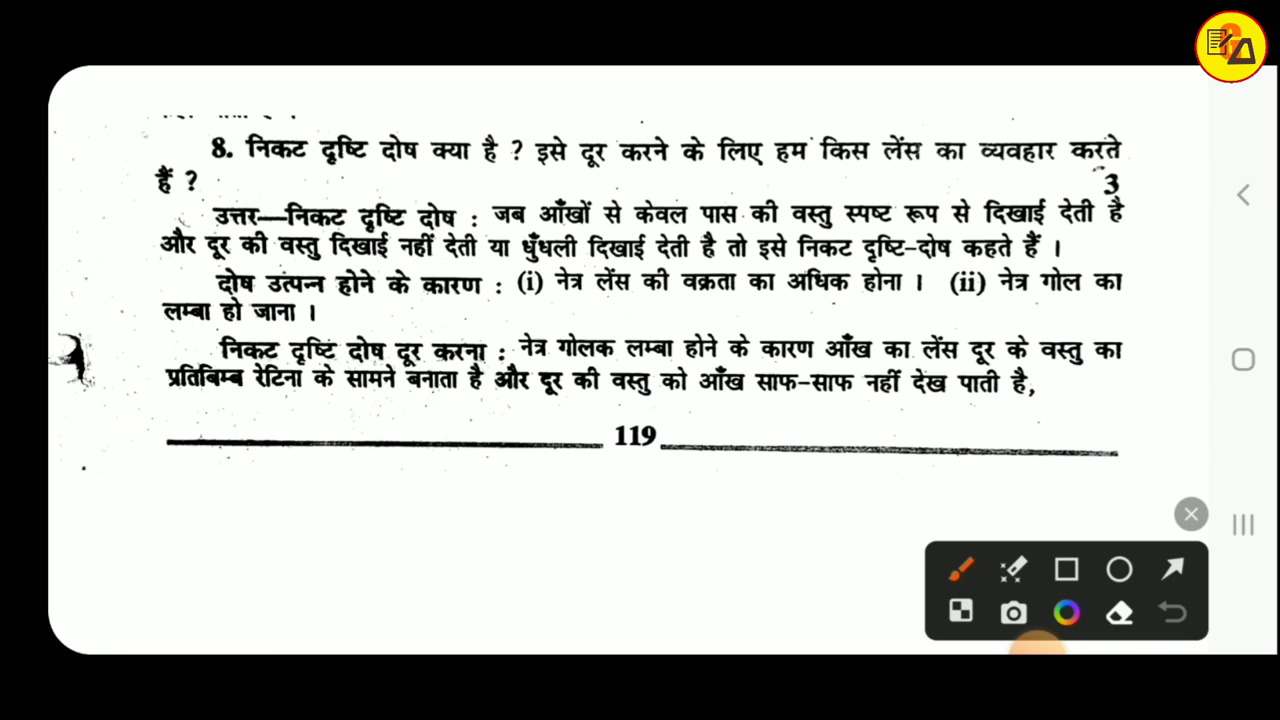 8. निकट दृष्टि दोष क्या है ? इसे दूर करने के लिए हम किस लेंस का व्यवहार करते
हैं ? 3
उत्तर—निकट दृष्टि दोष : जब आँखों से केवल पास की वस्तु स्पष्ट रूप से दिखाई देती है
और दूर की वस्तु दिखाई नहीं देती या धुँधली दिखाई देती है तो इसे निकट दृष्टि-दोष कहते हैं ।
दोष उत्पन्न होने के कारण : (i) नेत्र लेंस की वक्रता का अधिक होना । (ii) नेत्र गोल का
लम्बा हो जाना ।
निकट दृष्टि दोष दूर करना : नेत्र गोलक लम्बा होने के कारण आँख का लेंस दूर के वस्तु का
प्रतिबिम्ब रेटिना के सामने बनाता है और दूर की वस्तु को आँख साफ-साफ नहीं देख पाती है,
119